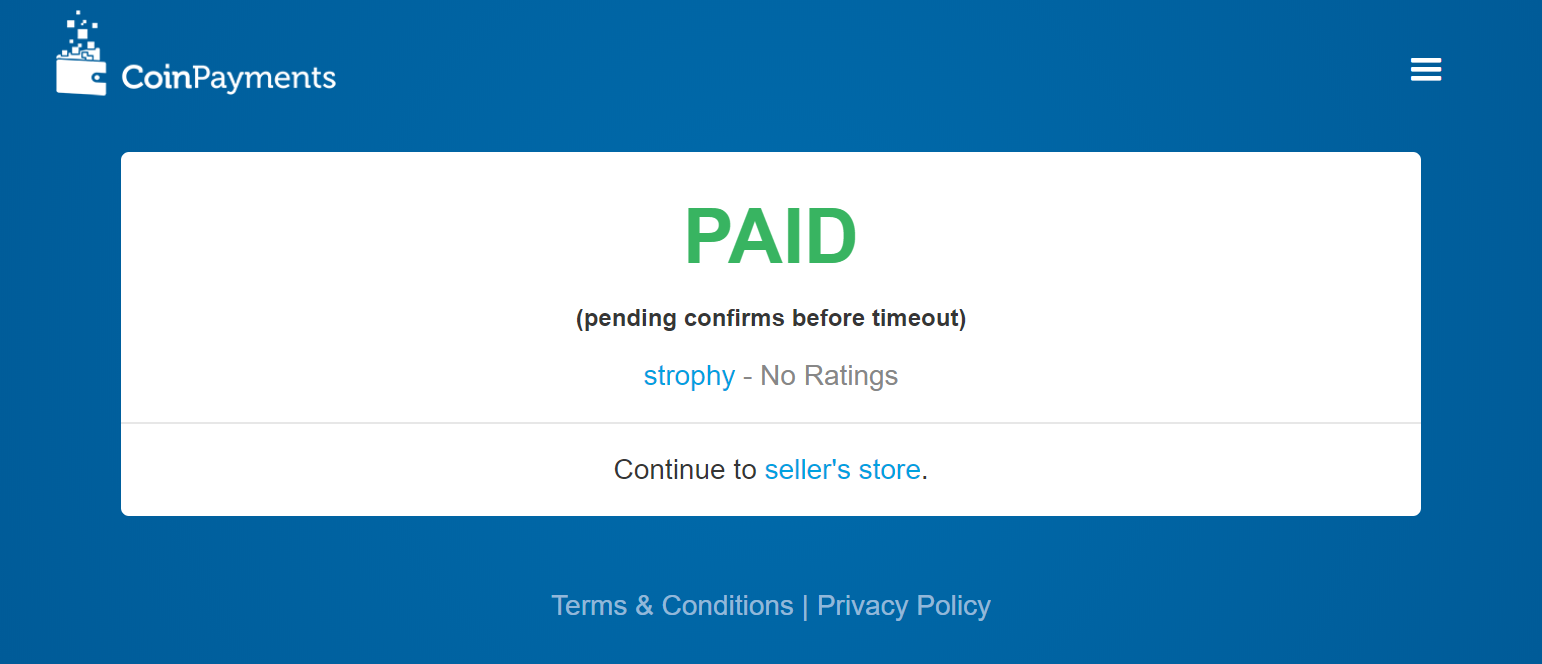 CoinPayments
PAID
(pending confirms before timeout)
strophy - No Ratings
Continue to seller's store.
Terms & Conditions | Privacy Policy